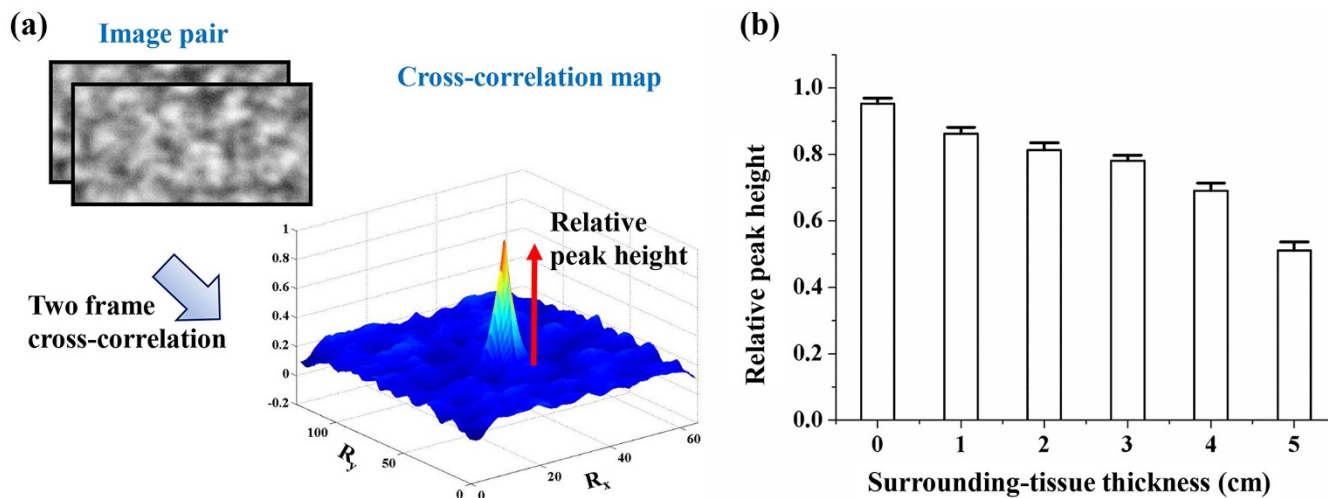 (a)
Image pair
Cross-correlation map
Two frame
cross-correlation
Relative
peak height
1
0.8
0.6
0.4
0.2
0
-0.2
100
50
0
R_y
0
20
40
60
R_x
(b)
Relative peak height
1.0
0.8
0.6
0.4
0.2
0.0
0 1 2 3 4 5
Surrounding-tissue thickness (cm)